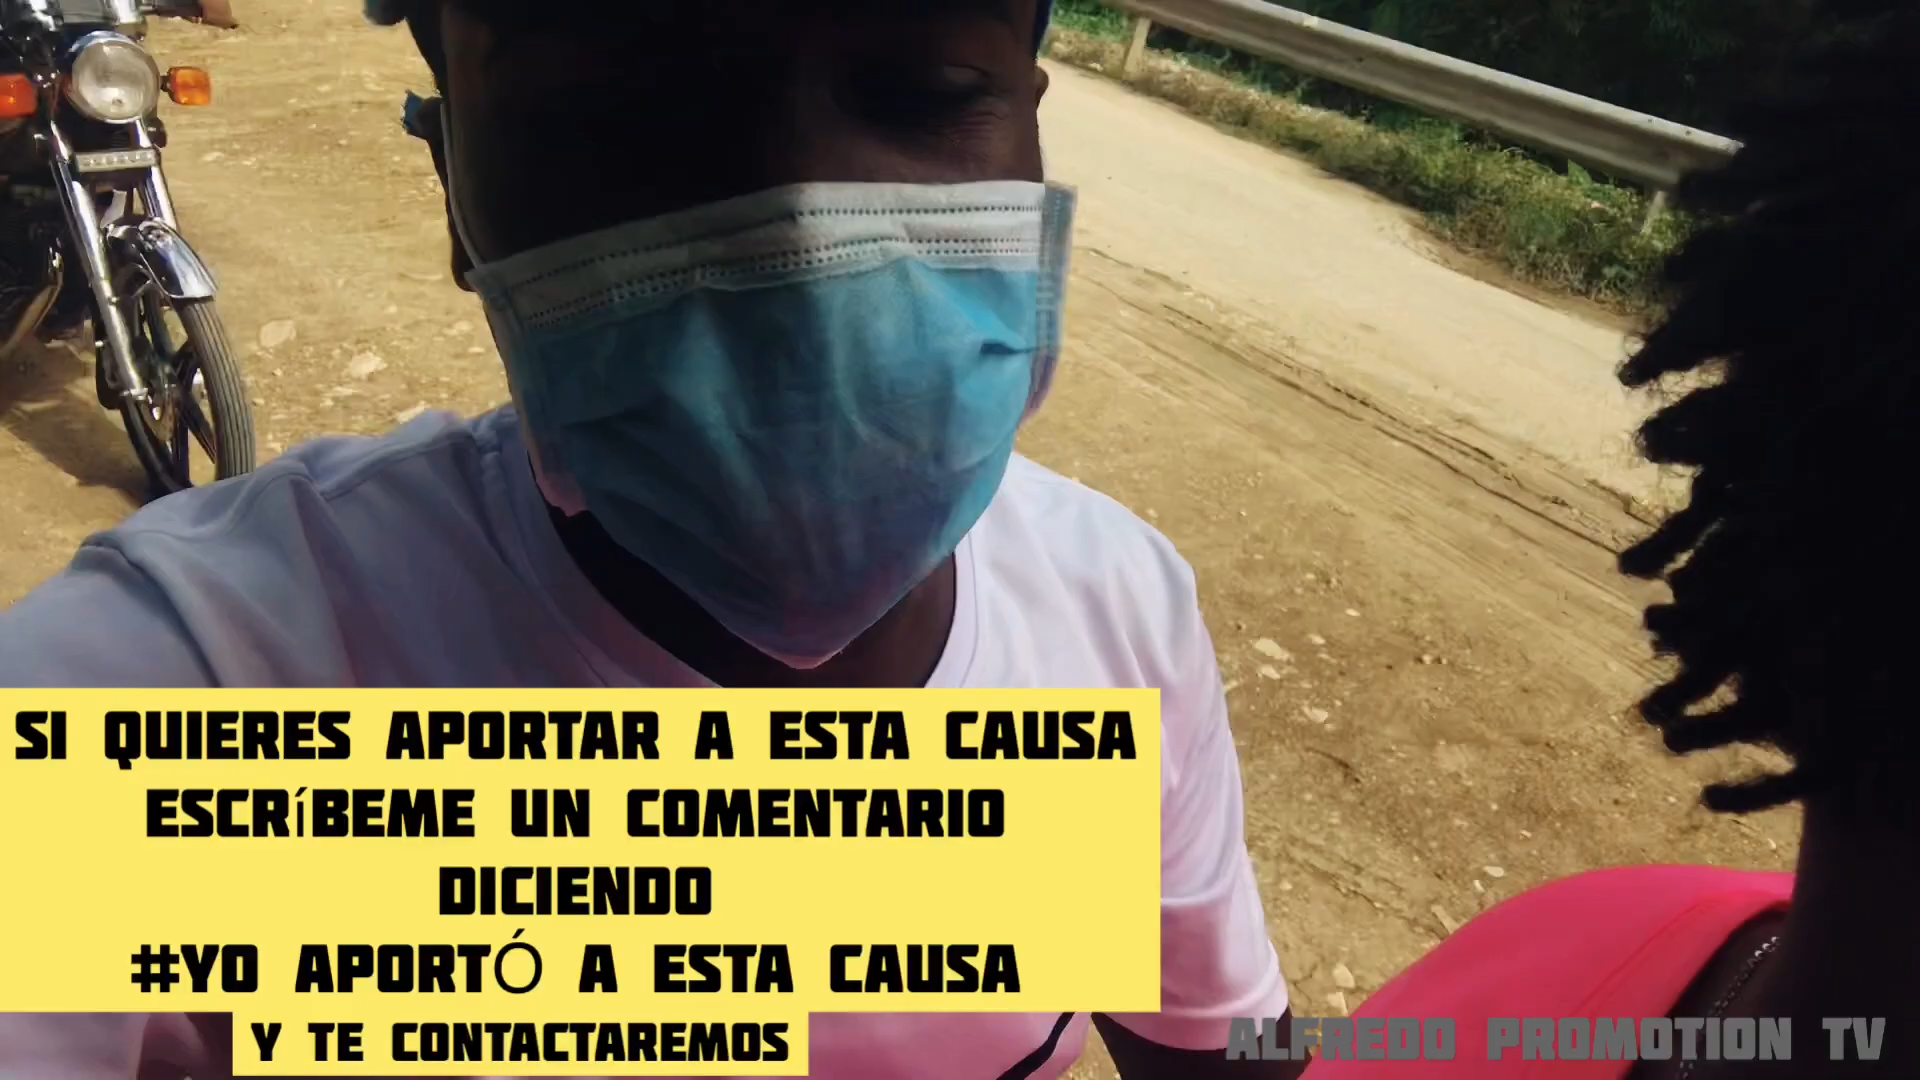 SI QUIERES APORTAR A ESTA CAUSA
ESCRíBEME UN COMENTARIO
DICIENDO
#YO APORTÓ A ESTA CAUSA
Y TE CONTACTAREMOS
ALFREDO PROMOTION TV